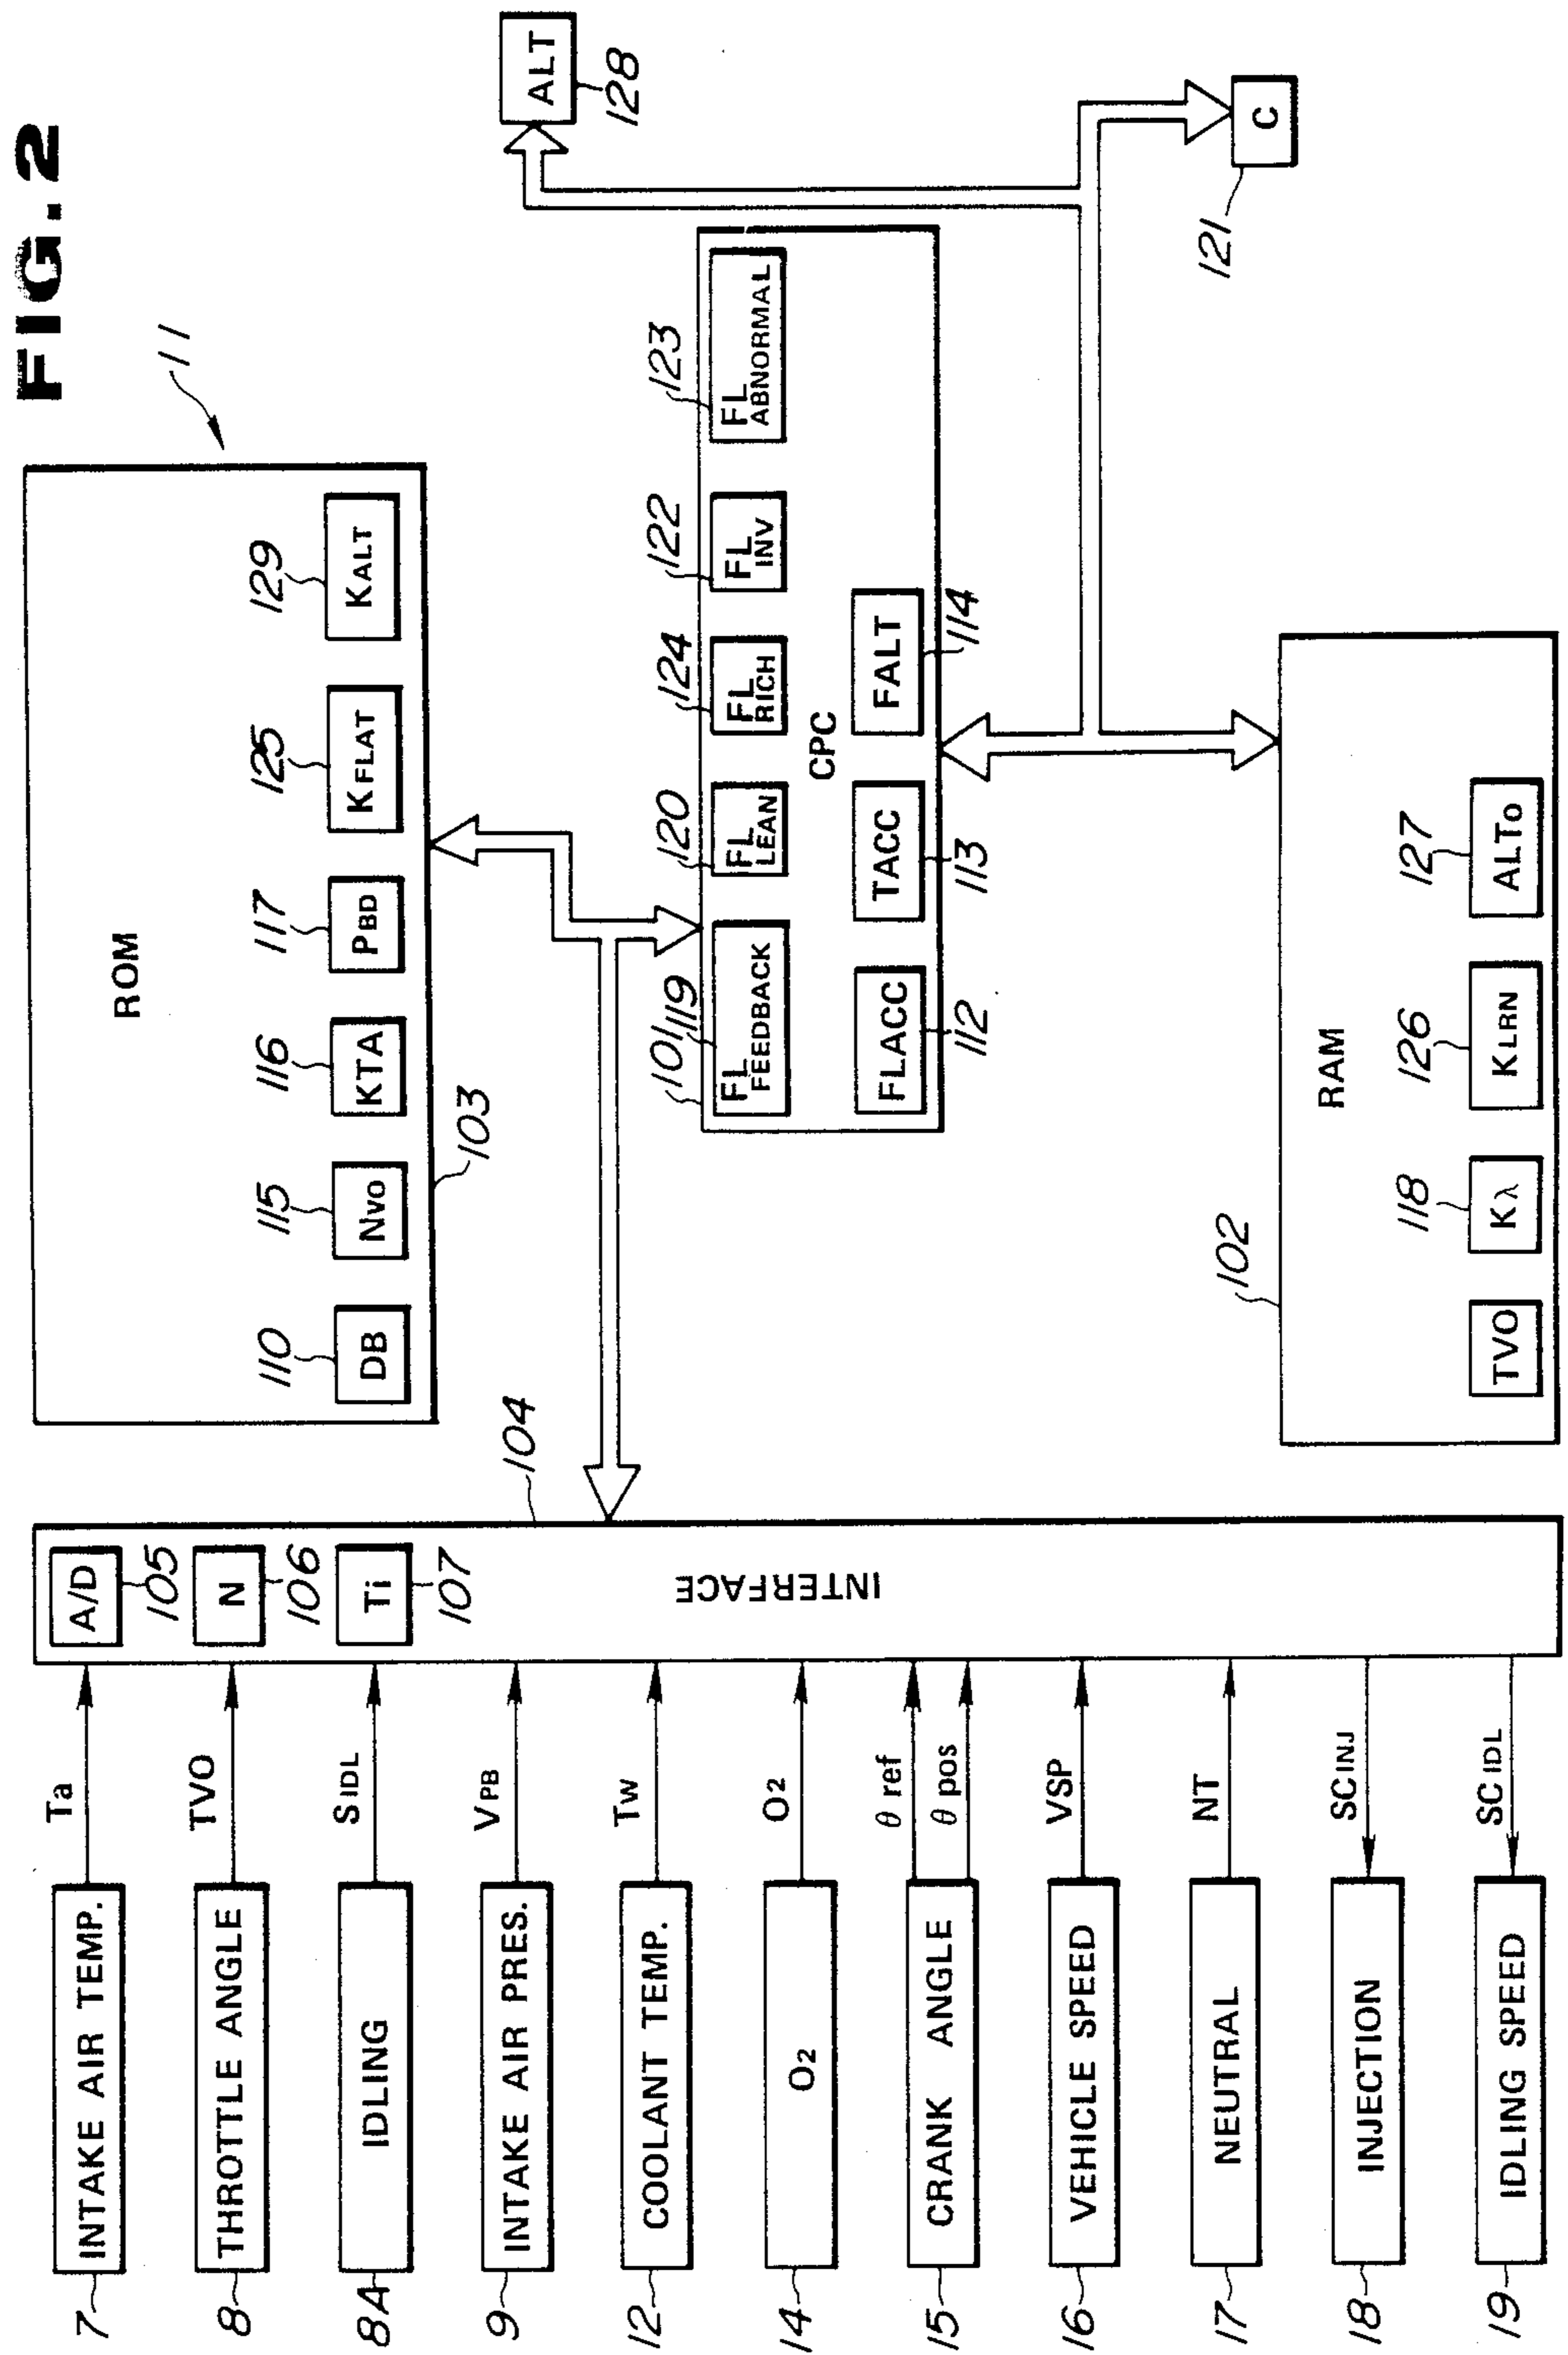 FIG.2
11
7
INTAKE AIR TEMP.
Ta
8
THROTTLE ANGLE
TVO
8A
IDLING
SIDL
9
INTAKE AIR PRES.
VPB
12
COOLANT TEMP.
Tw
14
O2
O2
15
CRANK ANGLE
θ ref
θ pos
16
VEHICLE SPEED
VSP
17
NEUTRAL
NT
18
INJECTION
SCINJ
19
IDLING SPEED
SCIDL
104
A/D
105
N
106
Ti
107
INTERFACE
ROM
103
110
DB
115
Nvo
116
KTA
117
PBD
125
KFLAT
129
KALT
101
119
FL
FEEDBACK
120
FL
LEAN
124
FL
RICH
122
FL
INV
123
FL
ABNORMAL
CPC
FLACC
112
TACC
113
FALT
114
102
RAM
TVO
118
Kλ
126
KLRN
127
ALTo
ALT
128
C
121